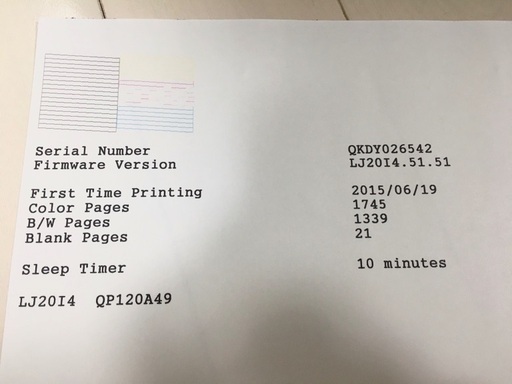 Serial Number QKDY026542
Firmware Version LJ20I4.51.51
First Time Printing 2015/06/19
Color Pages 1745
B/W Pages 1339
Blank Pages 21
Sleep Timer 10 minutes
LJ20I4 QP120A49